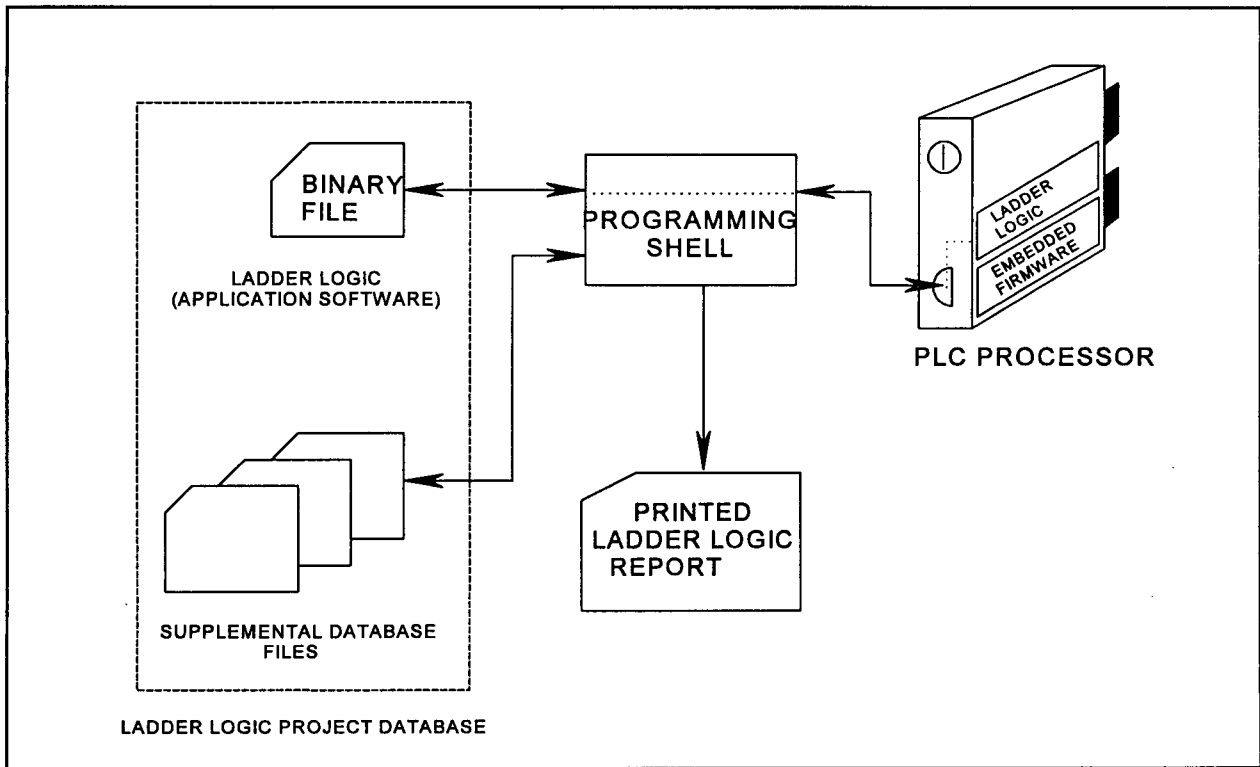 BINARY
FILE
LADDER LOGIC
(APPLICATION SOFTWARE)
PROGRAMMING
SHELL
LADDER
LOGIC
EMBEDDED
FIRMWARE
PLC PROCESSOR
PRINTED
LADDER LOGIC
REPORT
SUPPLEMENTAL DATABASE
FILES
LADDER LOGIC PROJECT DATABASE